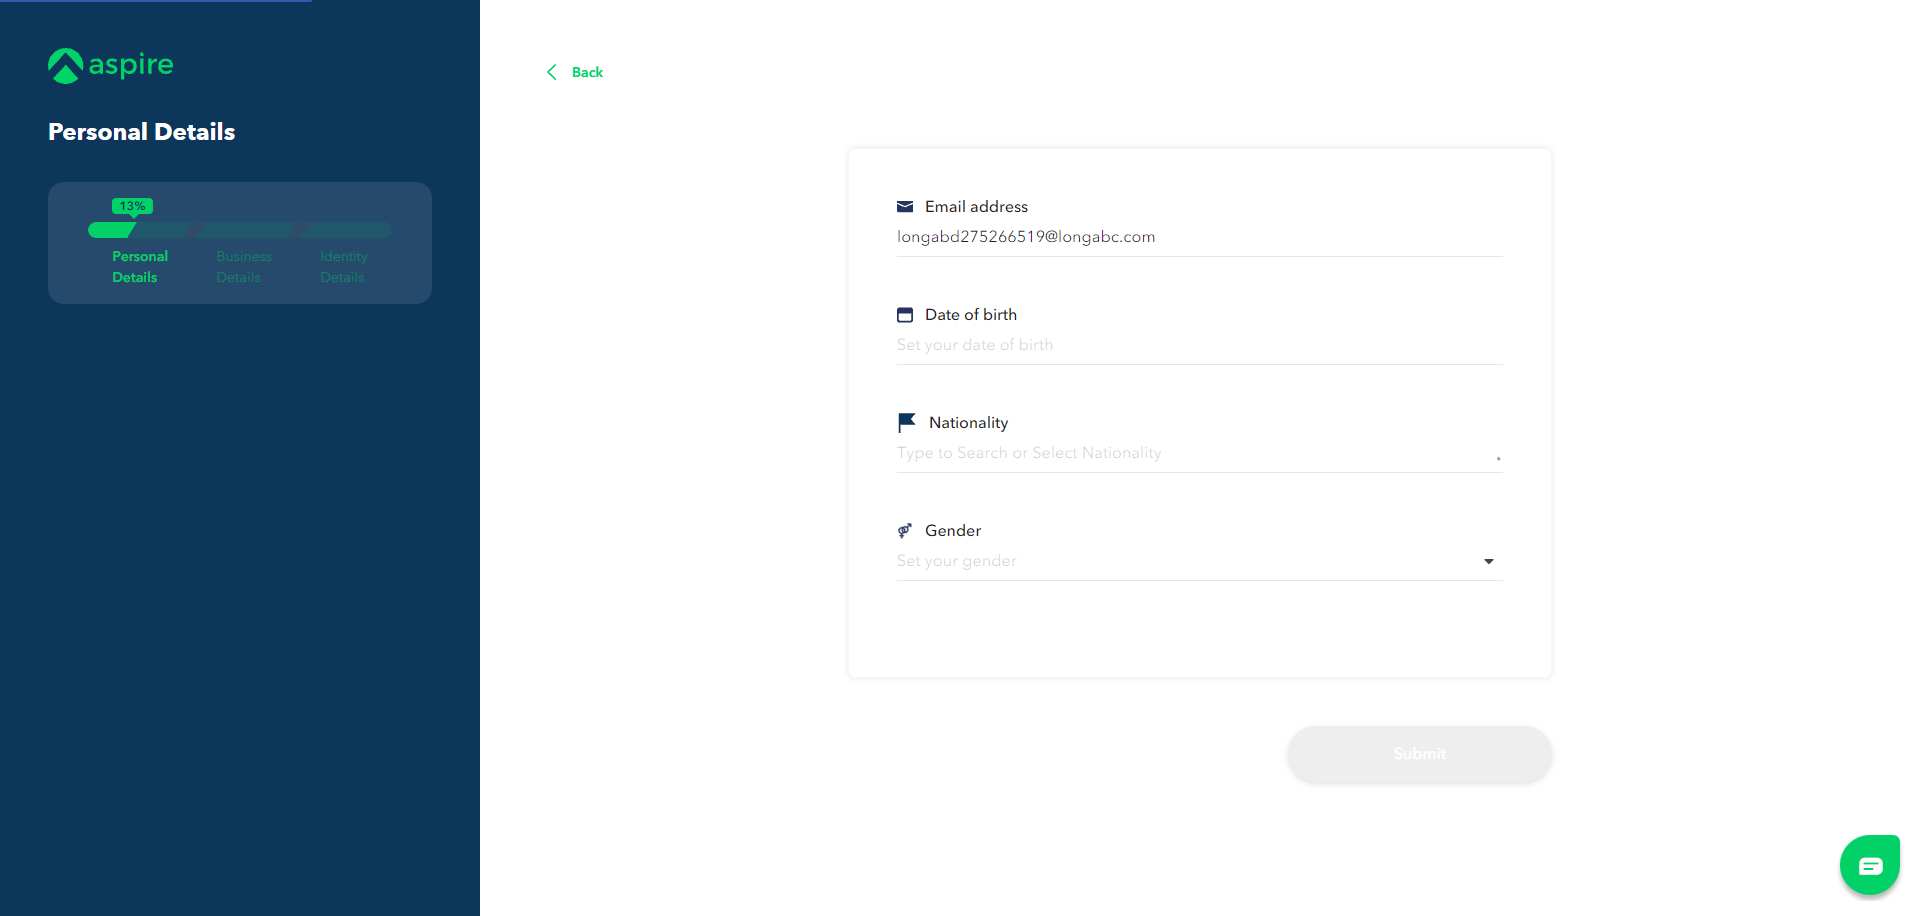 aspire
Personal Details
13%
Personal Details
Business Details
Identity Details
Back
Email address
longabd275266519@longabc.com
Date of birth
Set your date of birth
Nationality
Type to Search or Select Nationality
Gender
Set your gender
Submit